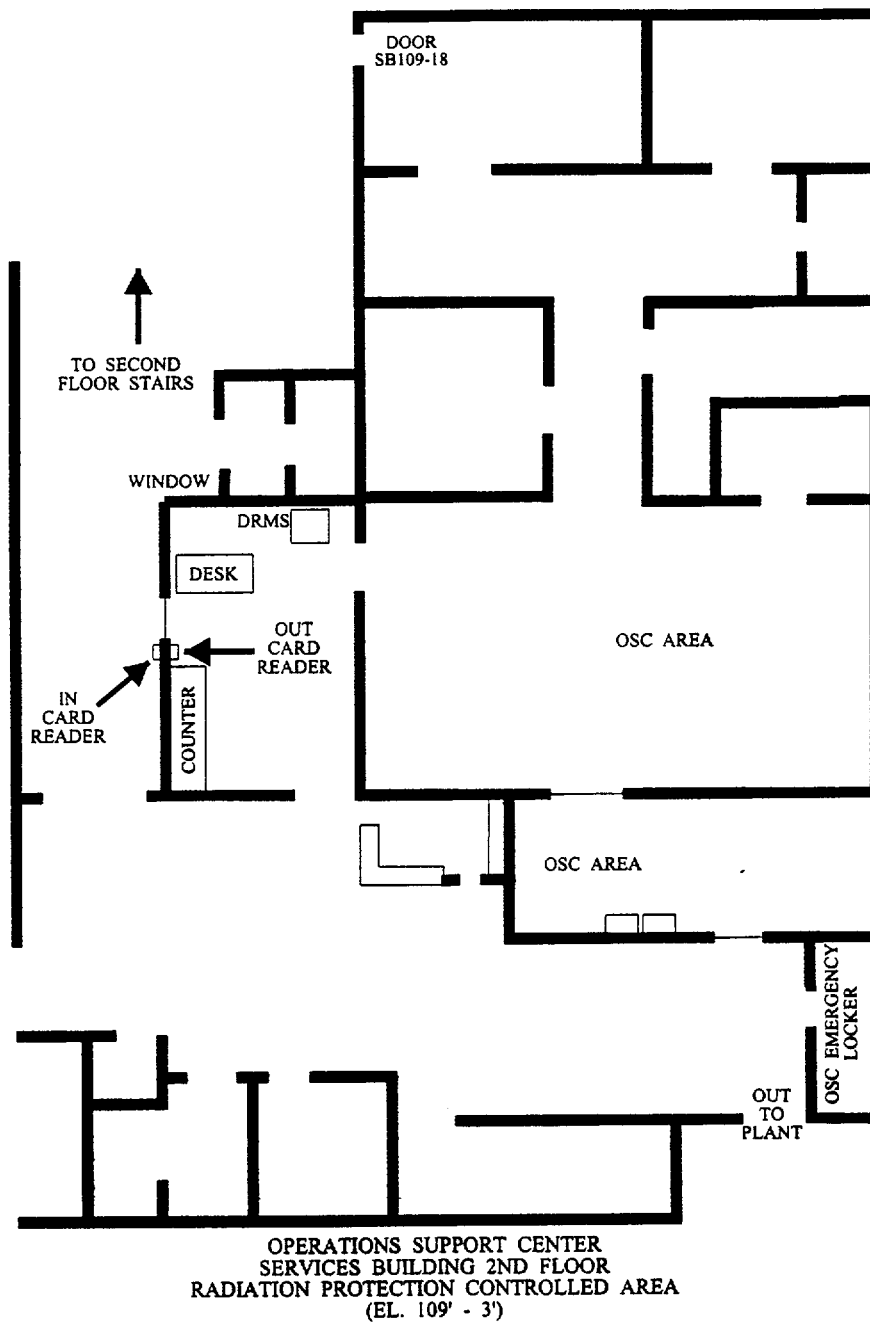 DOOR
SB109-18
TO SECOND
FLOOR STAIRS
WINDOW
DRMS
DESK
OUT
CARD
READER
OSC AREA
IN
CARD
READER
COUNTER
OSC AREA
OSC EMERGENCY
LOCKER
OUT
TO
PLANT
OPERATIONS SUPPORT CENTER
SERVICES BUILDING 2ND FLOOR
RADIATION PROTECTION CONTROLLED AREA
(EL. 109' - 3')